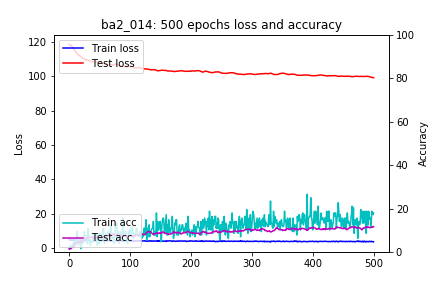 ba2_014: 500 epochs loss and accuracy
120
100
80
60
40
20
0
Loss
Train loss
Test loss
Train acc
Test acc
100
80
60
40
20
0
Accuracy
0
100
200
300
400
500